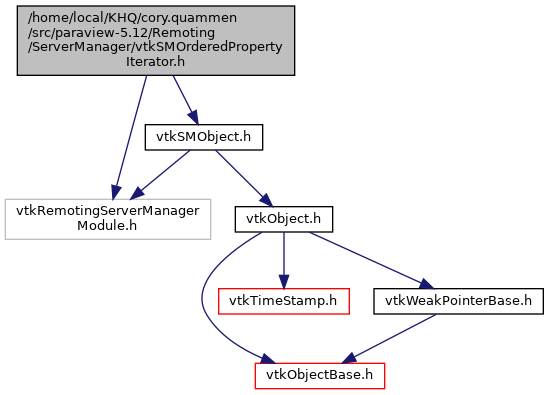 /home/local/KHQ/cory.quammen
/src/paraview-5.12/Remoting
/ServerManager/vtkSMOrderedProperty
Iterator.h
vtkSMObject.h
vtkRemotingServerManager
Module.h
vtkObject.h
vtkTimeStamp.h
vtkWeakPointerBase.h
vtkObjectBase.h